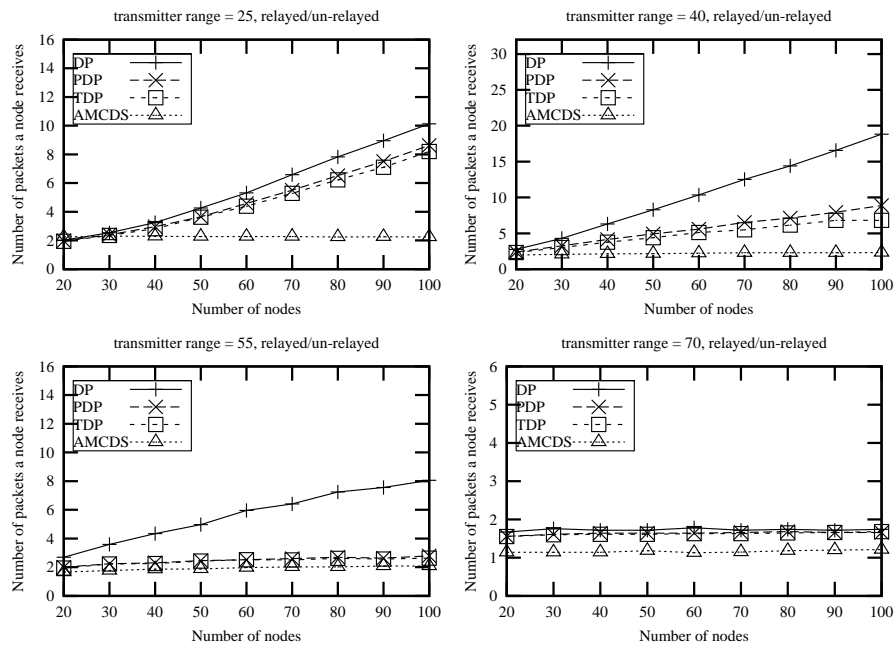 transmitter range = 25, relayed/un-relayed
Number of packets a node receives
16
14
12
10
8
6
4
2
0
DP
PDP
TDP
AMCDS
20 30 40 50 60 70 80 90 100
Number of nodes
transmitter range = 40, relayed/un-relayed
Number of packets a node receives
30
25
20
15
10
5
0
DP
PDP
TDP
AMCDS
20 30 40 50 60 70 80 90 100
Number of nodes
transmitter range = 55, relayed/un-relayed
Number of packets a node receives
16
14
12
10
8
6
4
2
0
DP
PDP
TDP
AMCDS
20 30 40 50 60 70 80 90 100
Number of nodes
transmitter range = 70, relayed/un-relayed
Number of packets a node receives
6
5
4
3
2
1
0
DP
PDP
TDP
AMCDS
20 30 40 50 60 70 80 90 100
Number of nodes